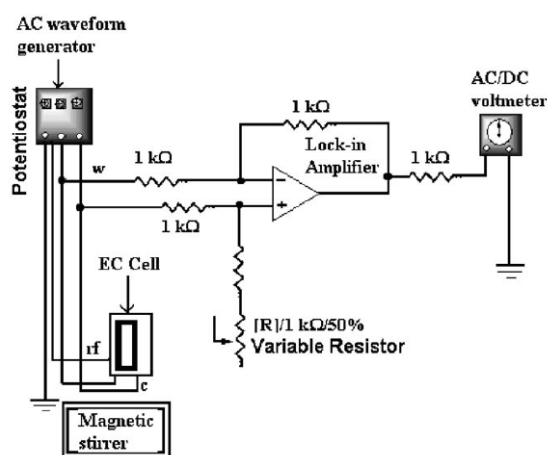 AC waveform
generator
Potentiostat
w
1 kΩ
1 kΩ
Lock-in
Amplifier
1 kΩ
AC/DC
voltmeter
1 kΩ
EC Cell
rf
c
[R]/1 kΩ/50%
Variable Resistor
Magnetic
stirrer